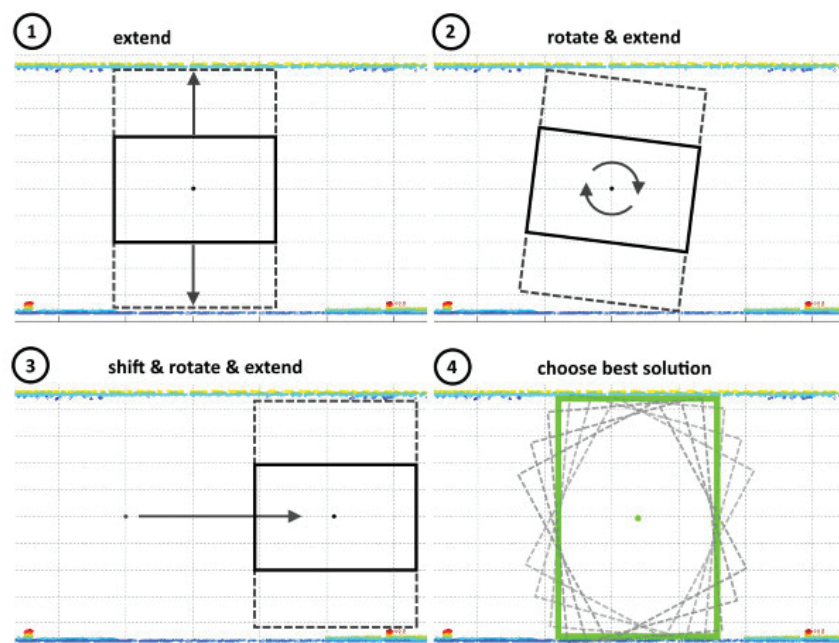 1
extend
2
rotate & extend
3
shift & rotate & extend
4
choose best solution